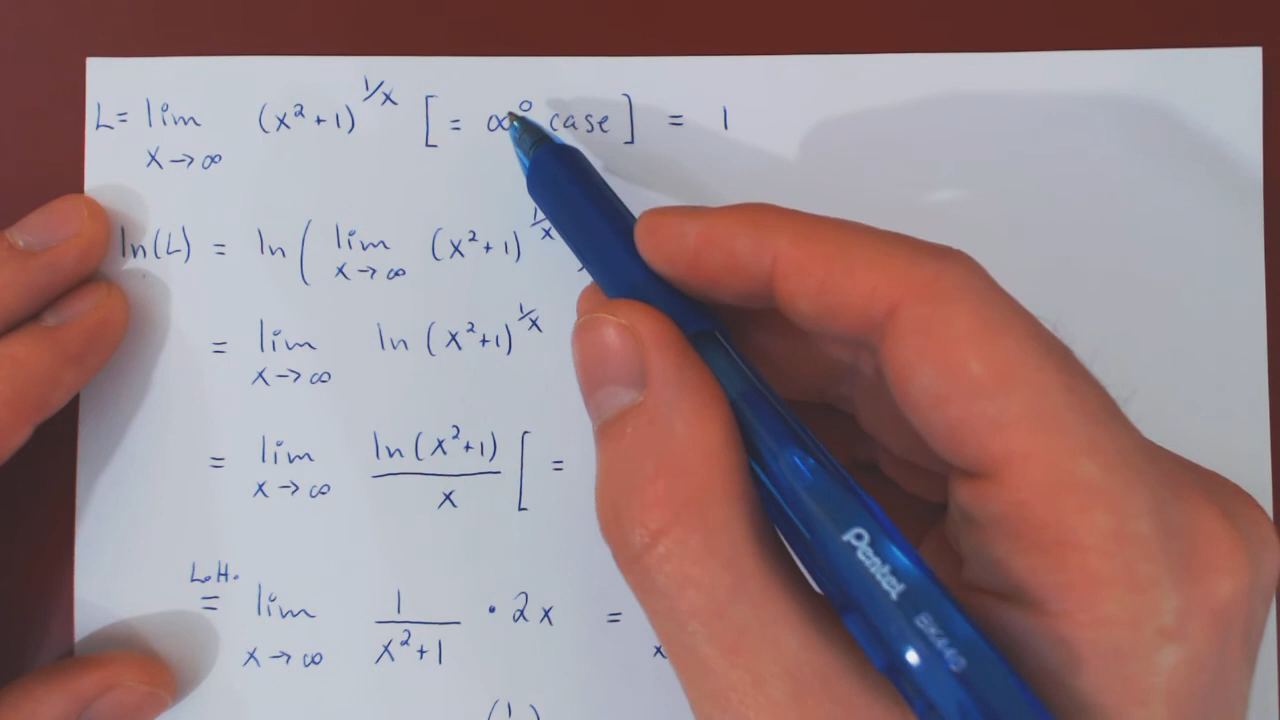 L= lim (x²+1)^1/x [= ∞⁰ case] = 1
x→∞
ln(L) = ln( lim (x²+1)^1/x
x→∞
= lim ln(x²+1)^1/x
x→∞
= lim ln(x²+1)/x [ =
x→∞
L.H.
= lim 1/(x²+1) · 2x =
x→∞ x
(1/)
Pentel